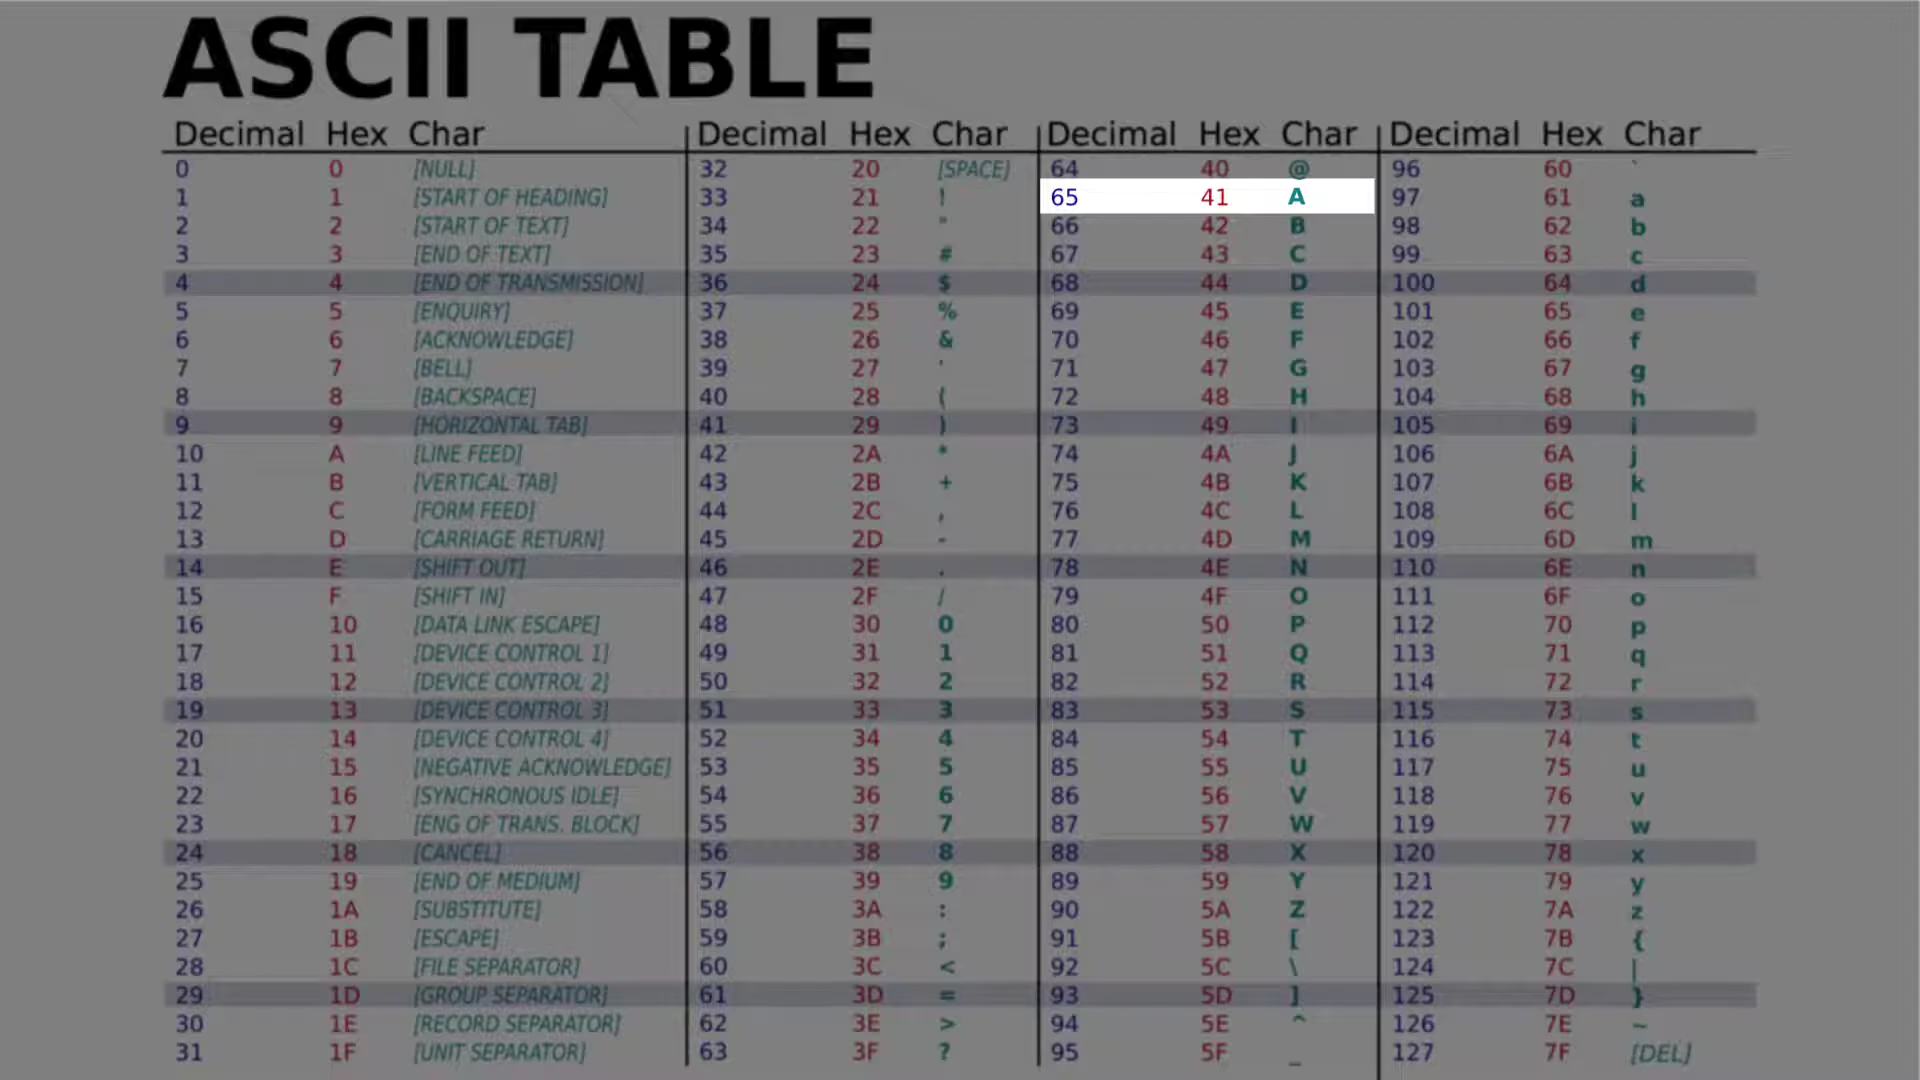 ASCII TABLE
Decimal Hex Char Decimal Hex Char Decimal Hex Char Decimal Hex Char
0 0 [NULL] 32 20 [SPACE] 64 40 @ 96 60 `
1 1 [START OF HEADING] 33 21 ! 65 41 A 97 61 a
2 2 [START OF TEXT] 34 22 " 66 42 B 98 62 b
3 3 [END OF TEXT] 35 23 # 67 43 C 99 63 c
4 4 [END OF TRANSMISSION] 36 24 $ 68 44 D 100 64 d
5 5 [ENQUIRY] 37 25 % 69 45 E 101 65 e
6 6 [ACKNOWLEDGE] 38 26 & 70 46 F 102 66 f
7 7 [BELL] 39 27 ' 71 47 G 103 67 g
8 8 [BACKSPACE] 40 28 ( 72 48 H 104 68 h
9 9 [HORIZONTAL TAB] 41 29 ) 73 49 I 105 69 i
10 A [LINE FEED] 42 2A * 74 4A J 106 6A j
11 B [VERTICAL TAB] 43 2B + 75 4B K 107 6B k
12 C [FORM FEED] 44 2C , 76 4C L 108 6C l
13 D [CARRIAGE RETURN] 45 2D - 77 4D M 109 6D m
14 E [SHIFT OUT] 46 2E . 78 4E N 110 6E n
15 F [SHIFT IN] 47 2F / 79 4F O 111 6F o
16 10 [DATA LINK ESCAPE] 48 30 0 80 50 P 112 70 p
17 11 [DEVICE CONTROL 1] 49 31 1 81 51 Q 113 71 q
18 12 [DEVICE CONTROL 2] 50 32 2 82 52 R 114 72 r
19 13 [DEVICE CONTROL 3] 51 33 3 83 53 S 115 73 s
20 14 [DEVICE CONTROL 4] 52 34 4 84 54 T 116 74 t
21 15 [NEGATIVE ACKNOWLEDGE] 53 35 5 85 55 U 117 75 u
22 16 [SYNCHRONOUS IDLE] 54 36 6 86 56 V 118 76 v
23 17 [ENG OF TRANS. BLOCK] 55 37 7 87 57 W 119 77 w
24 18 [CANCEL] 56 38 8 88 58 X 120 78 x
25 19 [END OF MEDIUM] 57 39 9 89 59 Y 121 79 y
26 1A [SUBSTITUTE] 58 3A : 90 5A Z 122 7A z
27 1B [ESCAPE] 59 3B ; 91 5B [ 123 7B {
28 1C [FILE SEPARATOR] 60 3C < 92 5C \ 124 7C |
29 1D [GROUP SEPARATOR] 61 3D = 93 5D ] 125 7D }
30 1E [RECORD SEPARATOR] 62 3E > 94 5E ^ 126 7E ~
31 1F [UNIT SEPARATOR] 63 3F ? 95 5F _ 127 7F [DEL]